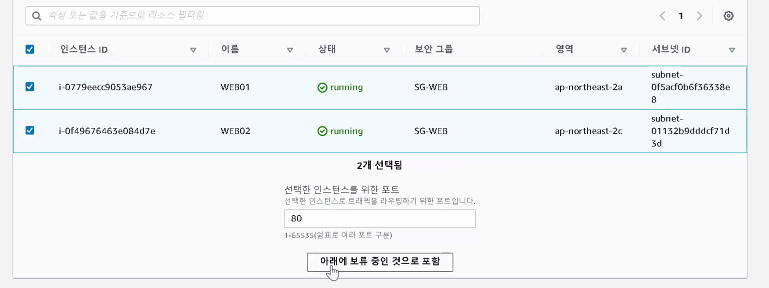 속성 또는 값을 기준으로 리소스 필터링
1
인스턴스 ID 이름 상태 보안 그룹 영역 서브넷 ID
i-0779eecc9053ae967 WEB01 running SG-WEB ap-northeast-2a subnet-
0f5acf0b6f36338e
8
i-0f49676463e084d7e WEB02 running SG-WEB ap-northeast-2c subnet-
01132b9dddcf71d
3d
2개 선택됨
선택한 인스턴스를 위한 포트
선택한 인스턴스로 트래픽을 라우팅하기 위한 포트입니다.
80
1-65535(쉼표로 여러 포트 구분)
아래에 보류 중인 것으로 포함